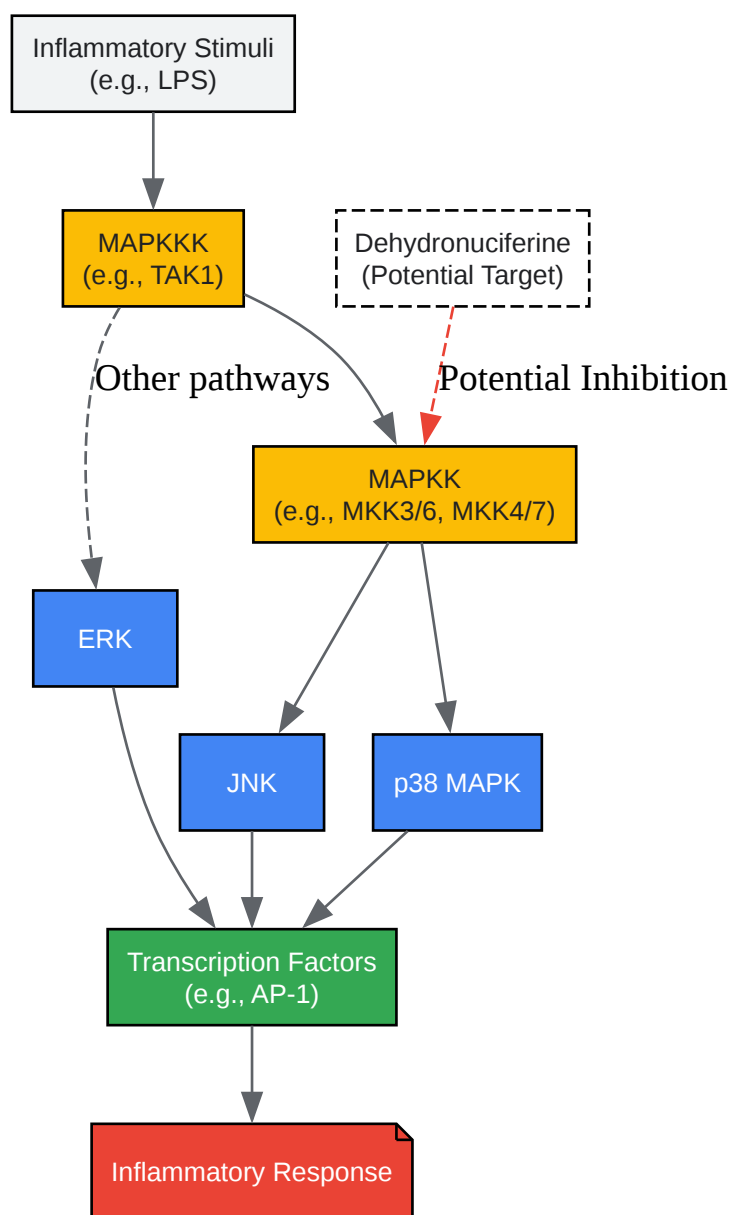 Inflammatory Stimuli
(e.g., LPS)
MAPKKK
(e.g., TAK1)
Dehydronuciferine
(Potential Target)
Other pathways
Potential Inhibition
MAPKK
(e.g., MKK3/6, MKK4/7)
ERK
JNK
p38 MAPK
Transcription Factors
(e.g., AP-1)
Inflammatory Response